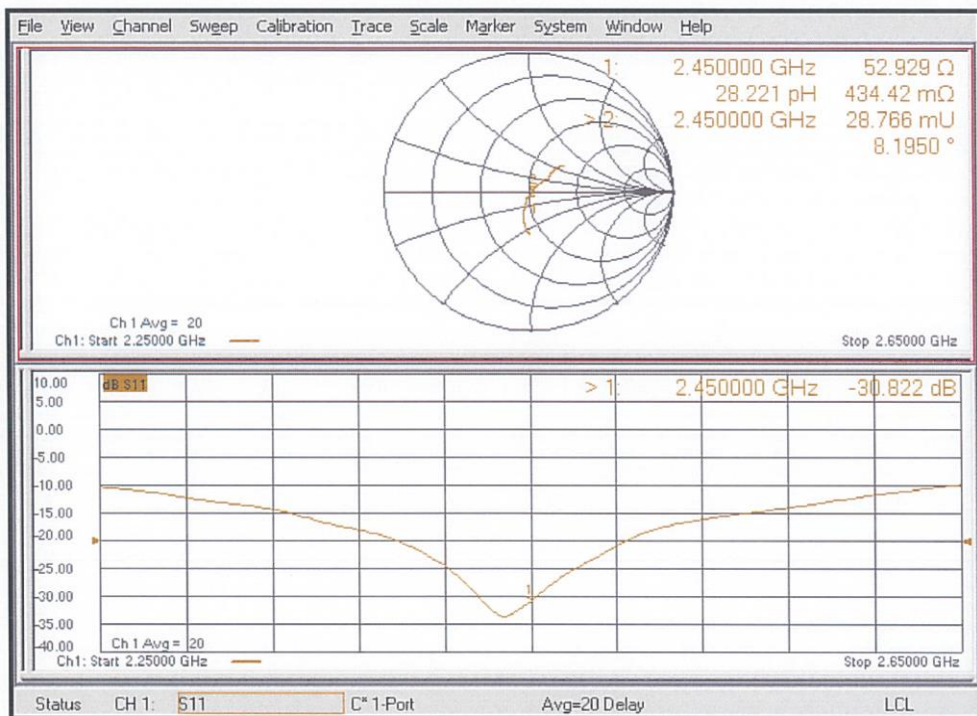 File View Channel Sweep Calibration Trace Scale Marker System Window Help
1: 2.450000 GHz 52.929 Ω
28.221 pH 434.42 mΩ
> 2: 2.450000 GHz 28.766 mU
8.1950 °
Ch 1 Avg = 20
Ch1: Start 2.25000 GHz
Stop 2.65000 GHz
10.00
dB S11
> 1: 2.450000 GHz -30.822 dB
5.00
0.00
-5.00
-10.00
-15.00
-20.00
-25.00
1
-30.00
-35.00
-40.00
Ch 1 Avg = 20
Ch1: Start 2.25000 GHz
Stop 2.65000 GHz
Status CH 1: S11 C* 1-Port Avg=20 Delay LCL